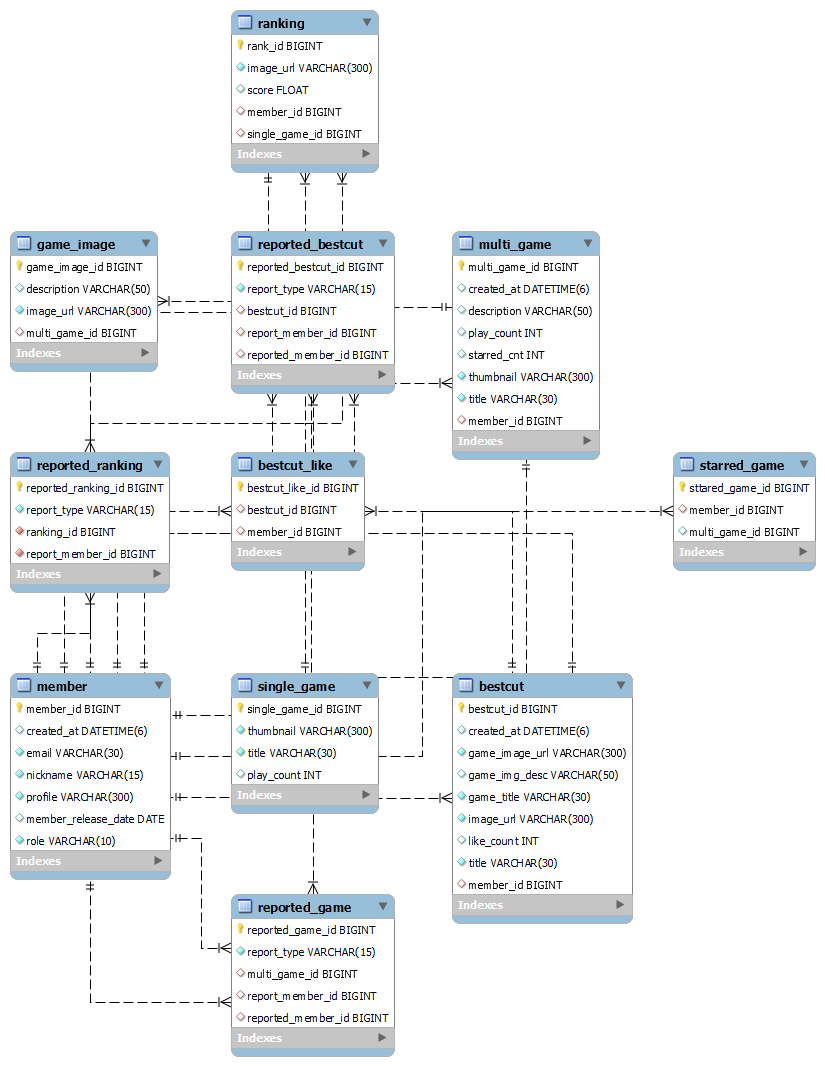 ranking
rank_id BIGINT
image_url VARCHAR(300)
score FLOAT
member_id BIGINT
single_game_id BIGINT
Indexes
game_image
game_image_id BIGINT
description VARCHAR(50)
image_url VARCHAR(300)
multi_game_id BIGINT
Indexes
reported_bestcut
reported_bestcut_id BIGINT
report_type VARCHAR(15)
bestcut_id BIGINT
report_member_id BIGINT
reported_member_id BIGINT
Indexes
multi_game
multi_game_id BIGINT
created_at DATETIME(6)
description VARCHAR(50)
play_count INT
starred_cnt INT
thumbnail VARCHAR(300)
title VARCHAR(30)
member_id BIGINT
Indexes
reported_ranking
reported_ranking_id BIGINT
report_type VARCHAR(15)
ranking_id BIGINT
report_member_id BIGINT
Indexes
bestcut_like
bestcut_like_id BIGINT
bestcut_id BIGINT
member_id BIGINT
Indexes
starred_game
sttared_game_id BIGINT
member_id BIGINT
multi_game_id BIGINT
Indexes
member
member_id BIGINT
created_at DATETIME(6)
email VARCHAR(30)
nickname VARCHAR(15)
profile VARCHAR(300)
member_release_date DATE
role VARCHAR(10)
Indexes
single_game
single_game_id BIGINT
thumbnail VARCHAR(300)
title VARCHAR(30)
play_count INT
Indexes
bestcut
bestcut_id BIGINT
created_at DATETIME(6)
game_image_url VARCHAR(300)
game_img_desc VARCHAR(50)
game_title VARCHAR(30)
image_url VARCHAR(300)
like_count INT
title VARCHAR(30)
member_id BIGINT
Indexes
reported_game
reported_game_id BIGINT
report_type VARCHAR(15)
multi_game_id BIGINT
report_member_id BIGINT
reported_member_id BIGINT
Indexes